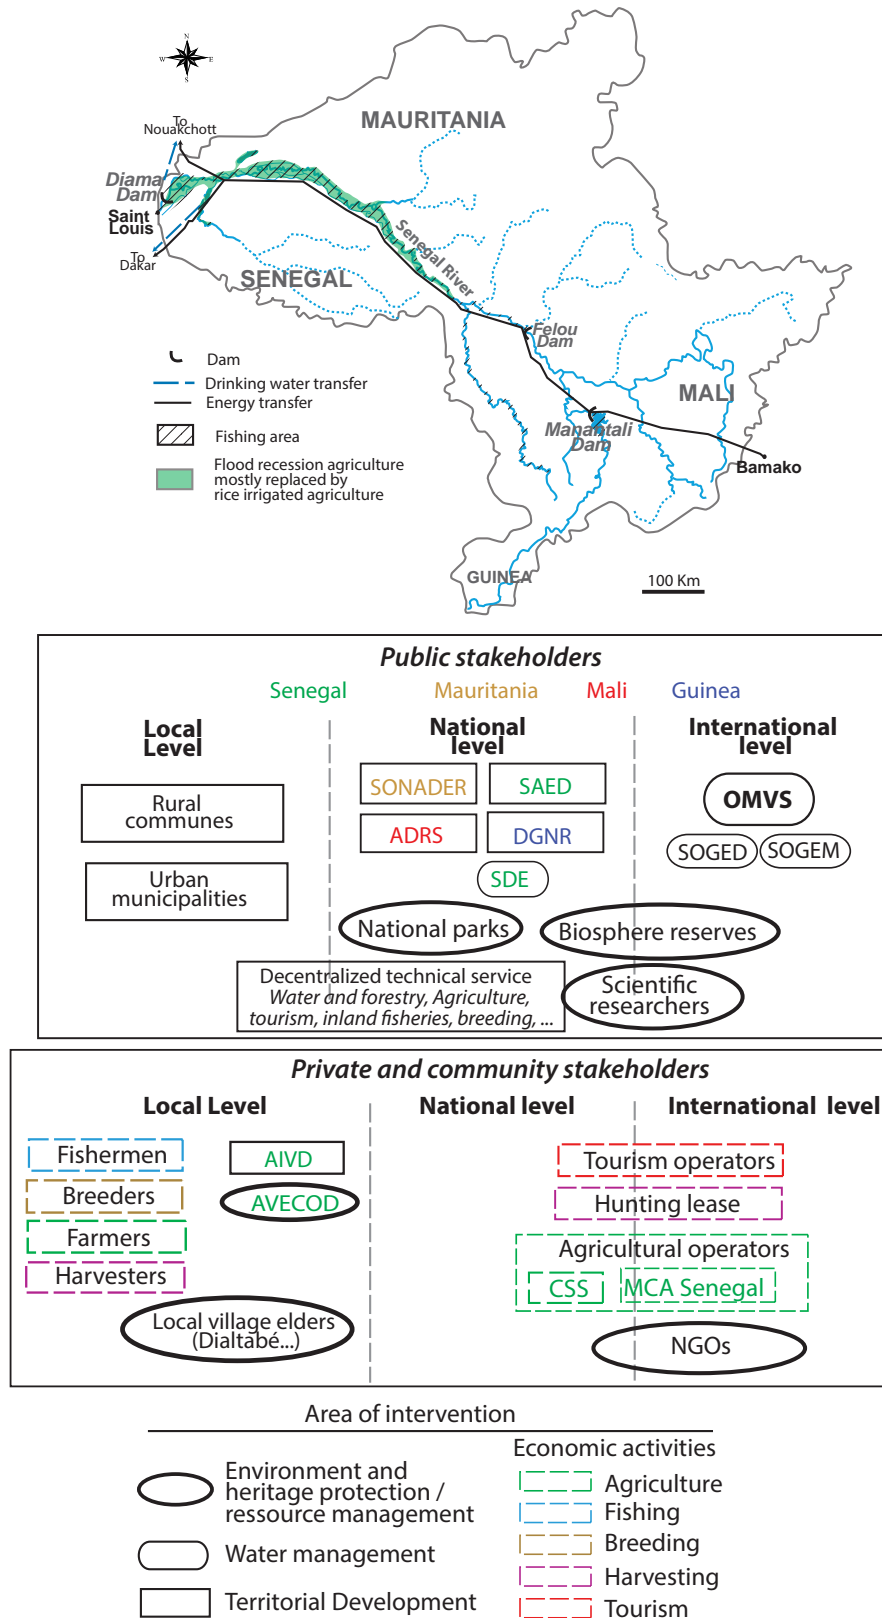 N
W
E
S
To
Nouakchott
MAURITANIA
Diama
Dam
Saint
Louis
To
Dakar
SENEGAL
Senegal River
Felou
Dam
MALI
Manantali
Dam
Bamako
GUINEA
100 Km
Dam
Drinking water transfer
Energy transfer
Fishing area
Flood recession agriculture
mostly replaced by
rice irrigated agriculture
Public stakeholders
Senegal Mauritania Mali Guinea
Local
Level
National
level
International
level
Rural
communes
Urban
municipalities
SONADER
SAED
ADRS
DGNR
SDE
OMVS
SOGED
SOGEM
National parks
Biosphere reserves
Decentralized technical service
Water and forestry, Agriculture,
tourism, inland fisheries, breeding, ...
Scientific
researchers
Private and community stakeholders
Local Level
National level
International level
Fishermen
Breeders
Farmers
Harvesters
AIVD
AVECOD
Local village elders
(Dialtabé...)
Tourism operators
Hunting lease
Agricultural operators
CSS
MCA Senegal
NGOs
Area of intervention
Environment and
heritage protection /
ressource management
Water management
Territorial Development
Economic activities
Agriculture
Fishing
Breeding
Harvesting
Tourism